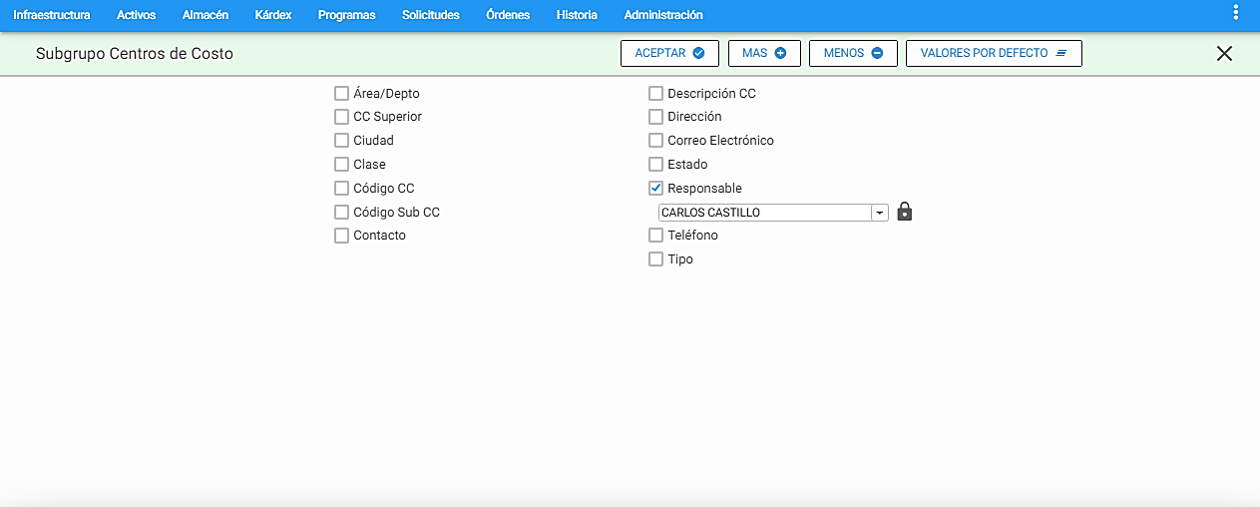 Infraestructura Activos Almacén Kárdex Programas Solicitudes Órdenes Historia Administración
Subgrupo Centros de Costo ACEPTAR MAS MENOS VALORES POR DEFECTO
Área/Depto Descripción CC
CC Superior Dirección
Ciudad Correo Electrónico
Clase Estado
Código CC Responsable
Código Sub CC CARLOS CASTILLO
Contacto Teléfono
Tipo